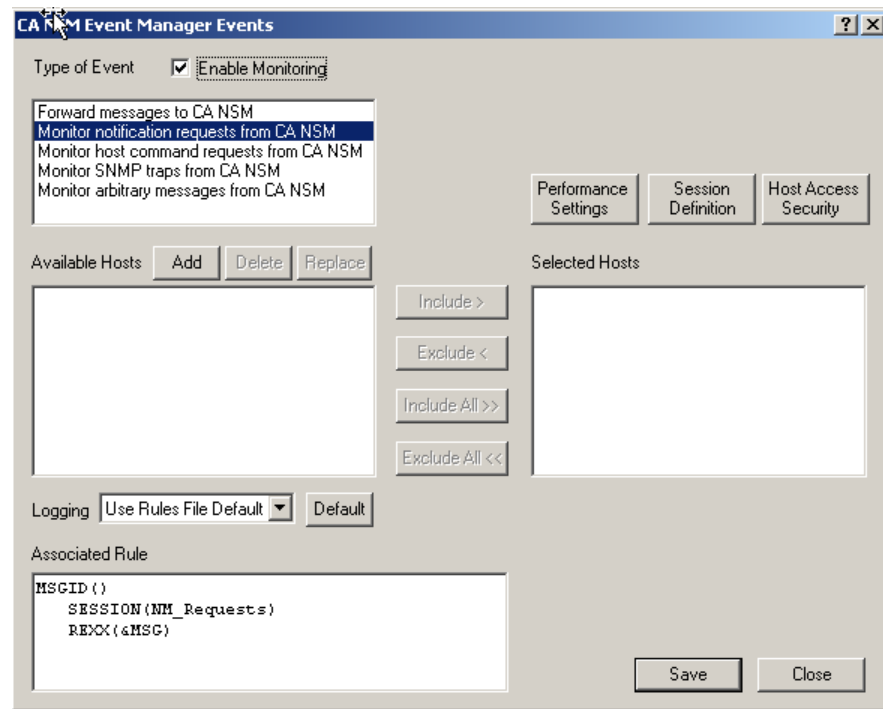 CA NSM Event Manager Events
Type of Event
Enable Monitoring
Forward messages to CA NSM
Monitor notification requests from CA NSM
Monitor host command requests from CA NSM
Monitor SNMP traps from CA NSM
Monitor arbitrary messages from CA NSM
Performance
Settings
Session
Definition
Host Access
Security
Available Hosts
Add
Delete
Replace
Selected Hosts
Include >
Exclude <
Include All >>
Exclude All <<
Logging
Use Rules File Default
Default
Associated Rule
MSGID()
SESSION(NM_Requests)
REXX(&MSG)
Save
Close